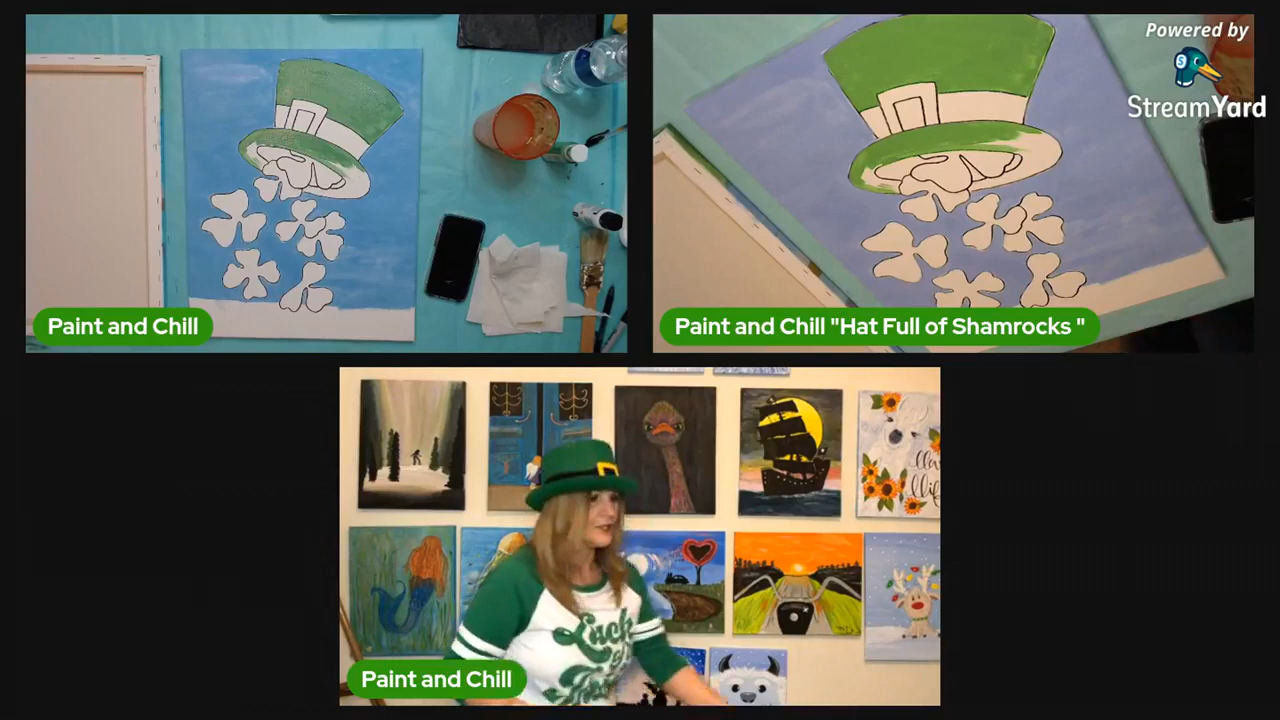 Powered by
StreamYard
Paint and Chill
Paint and Chill "Hat Full of Shamrocks "
Paint and Chill